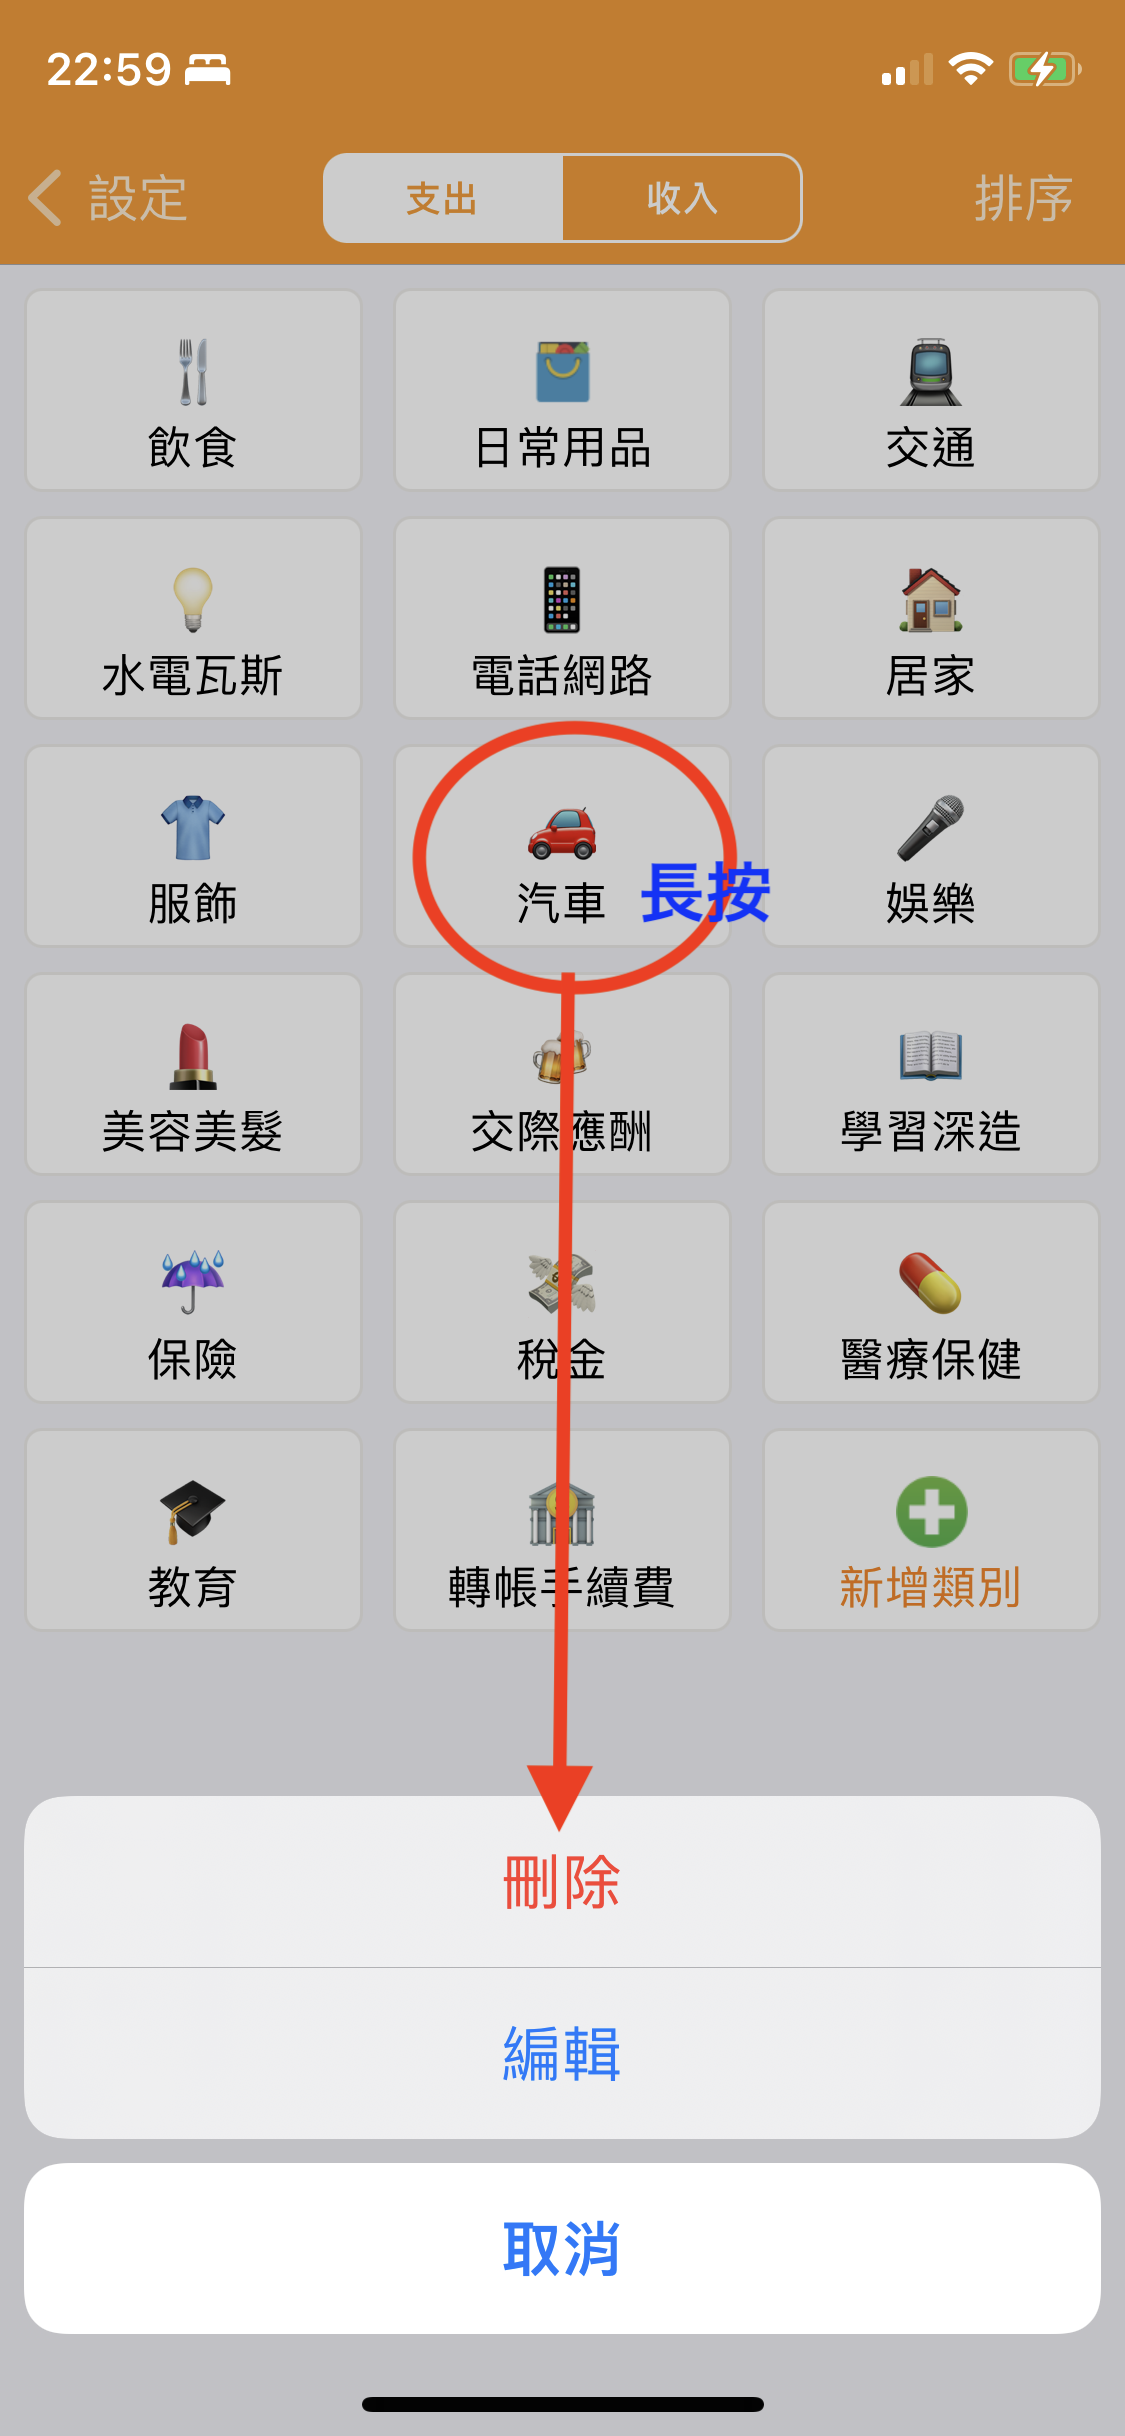 22:59
設定
支出
收入
排序
飲食
日常用品
交通
水電瓦斯
電話網路
居家
服飾
汽車
長按
娛樂
美容美髮
交際應酬
學習深造
保險
稅金
醫療保健
教育
轉帳手續費
新增類別
刪除
編輯
取消